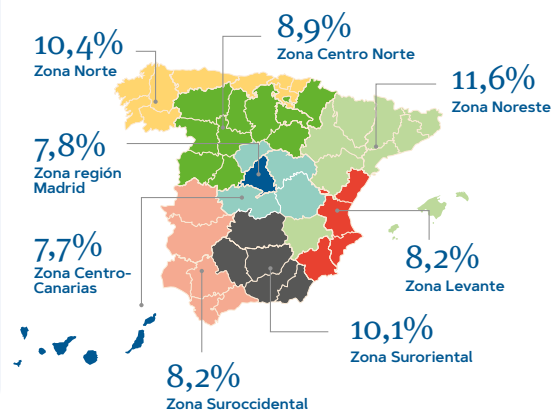 10,4%
Zona Norte
8,9%
Zona Centro Norte
11,6%
Zona Noreste
7,8%
Zona región
Madrid
7,7%
Zona Centro-
Canarias
8,2%
Zona Levante
10,1%
Zona Suroriental
8,2%
Zona Suroccidental